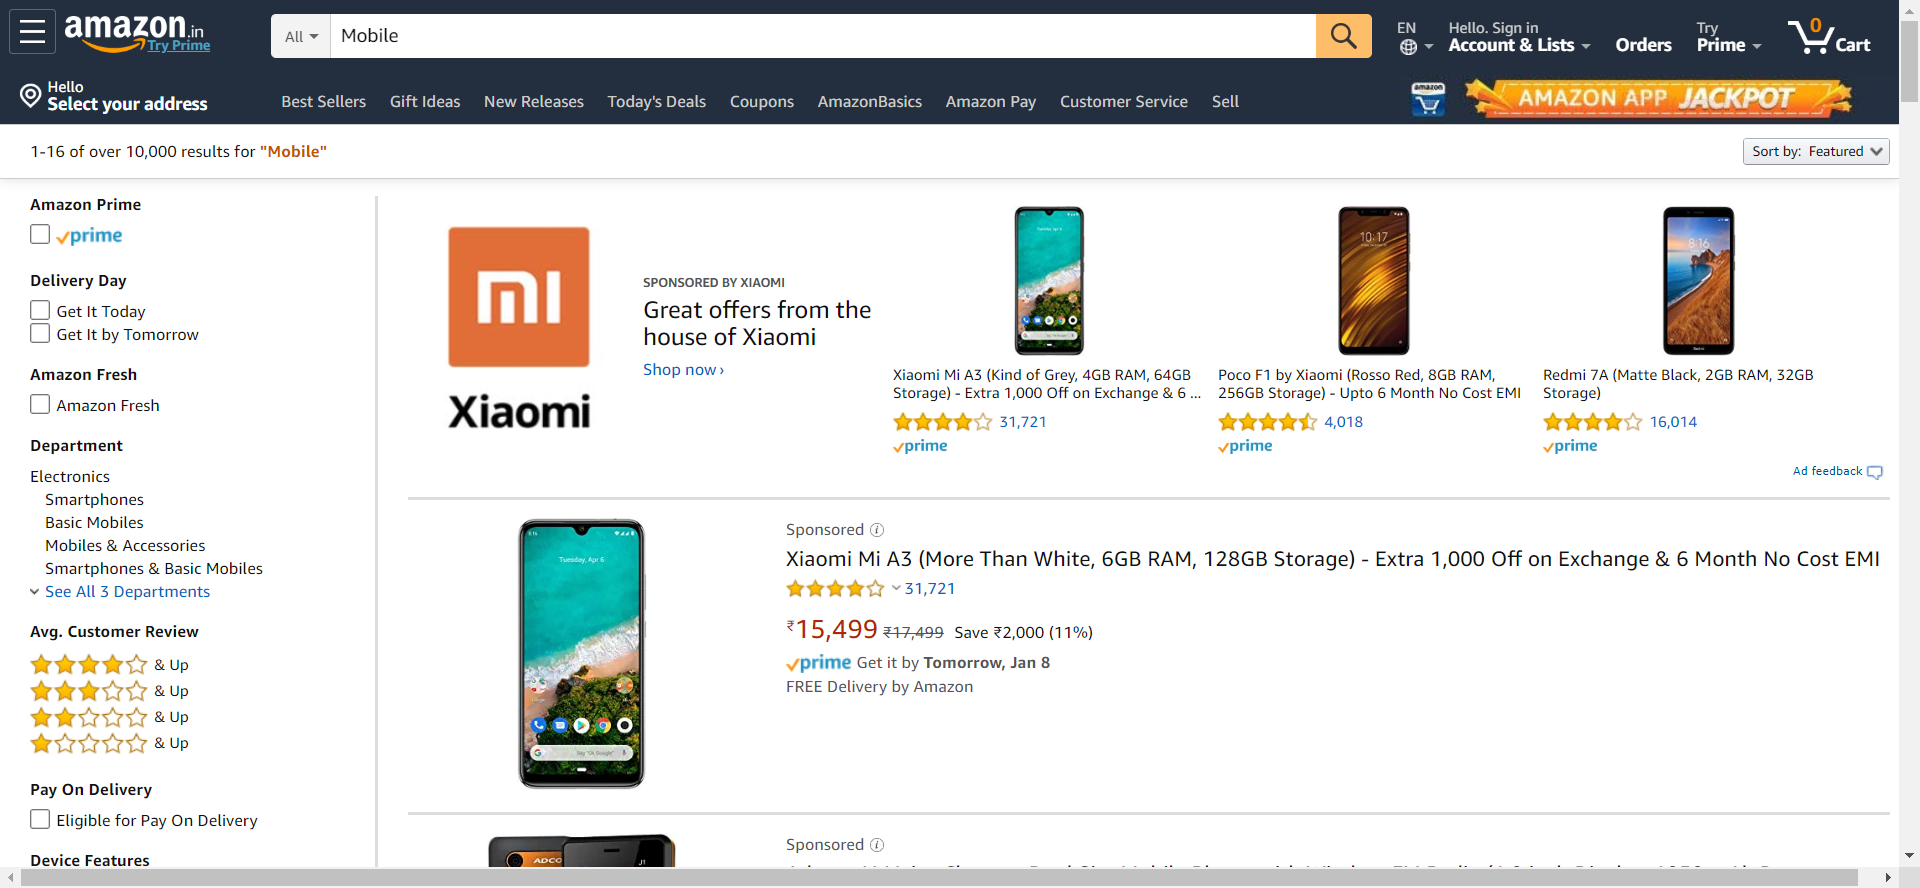 amazon.in
Try Prime
All
Mobile
EN
Hello. Sign in
Account & Lists
Orders
Try
Prime
0
Cart
Hello
Select your address
Best Sellers
Gift Ideas
New Releases
Today's Deals
Coupons
AmazonBasics
Amazon Pay
Customer Service
Sell
amazon
AMAZON APP JACKPOT
1-16 of over 10,000 results for "Mobile"
Sort by: Featured
Amazon Prime
prime
Delivery Day
Get It Today
Get It by Tomorrow
Amazon Fresh
Amazon Fresh
Department
Electronics
Smartphones
Basic Mobiles
Mobiles & Accessories
Smartphones & Basic Mobiles
See All 3 Departments
Avg. Customer Review
& Up
& Up
& Up
& Up
Pay On Delivery
Eligible for Pay On Delivery
Device Features
mi
Xiaomi
SPONSORED BY XIAOMI
Great offers from the
house of Xiaomi
Shop now ›
Xiaomi Mi A3 (Kind of Grey, 4GB RAM, 64GB
Storage) - Extra 1,000 Off on Exchange & 6 ...
31,721
prime
10:17
Poco F1 by Xiaomi (Rosso Red, 8GB RAM,
256GB Storage) - Upto 6 Month No Cost EMI
4,018
prime
8:16
Redmi 7A (Matte Black, 2GB RAM, 32GB
Storage)
16,014
prime
Ad feedback
Tuesday, Apr 6
Sponsored
Xiaomi Mi A3 (More Than White, 6GB RAM, 128GB Storage) - Extra 1,000 Off on Exchange & 6 Month No Cost EMI
31,721
₹15,499 ₹17,499 Save ₹2,000 (11%)
prime Get it by Tomorrow, Jan 8
FREE Delivery by Amazon
ADCO
J1
Sponsored